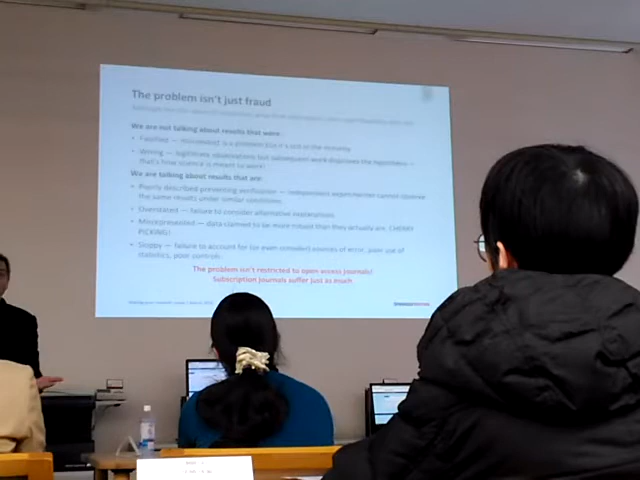 The problem isn't just fraud
We are not talking about results that were:
• Falsified — misconduct is a problem but it's not in the majority
• Wrong — legitimate observations but subsequent work disproves the hypothesis —
that's how science is meant to work!
We are talking about results that are:
• Poorly described preventing verification — independent experimenter cannot observe
the same results under similar conditions
• Overstated — failure to consider alternative explanations
• Misrepresented — data claimed to be more robust than they actually are. CHERRY
PICKING!
• Sloppy — failure to account for (or even consider) sources of error, poor use of
statistics, poor controls
The problem isn't restricted to open access journals!
Subscription journals suffer just as much